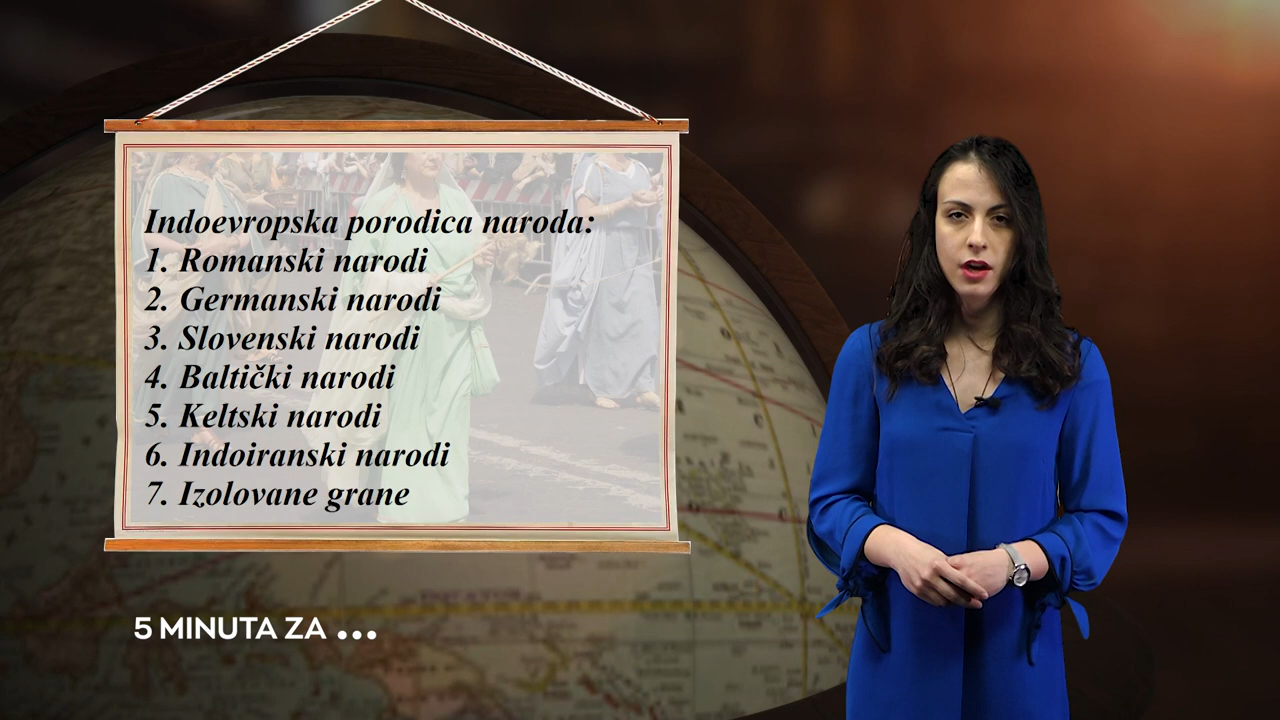 Indoevropska porodica naroda:
1. Romanski narodi
2. Germanski narodi
3. Slovenski narodi
4. Baltički narodi
5. Keltski narodi
6. Indoiranski narodi
7. Izolovane grane
5 MINUTA ZA ...